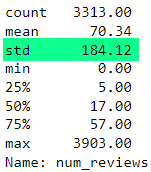 count 3313.00
mean 70.34
std 184.12
min 0.00
25% 5.00
50% 17.00
75% 57.00
max 3903.00
Name: num_reviews